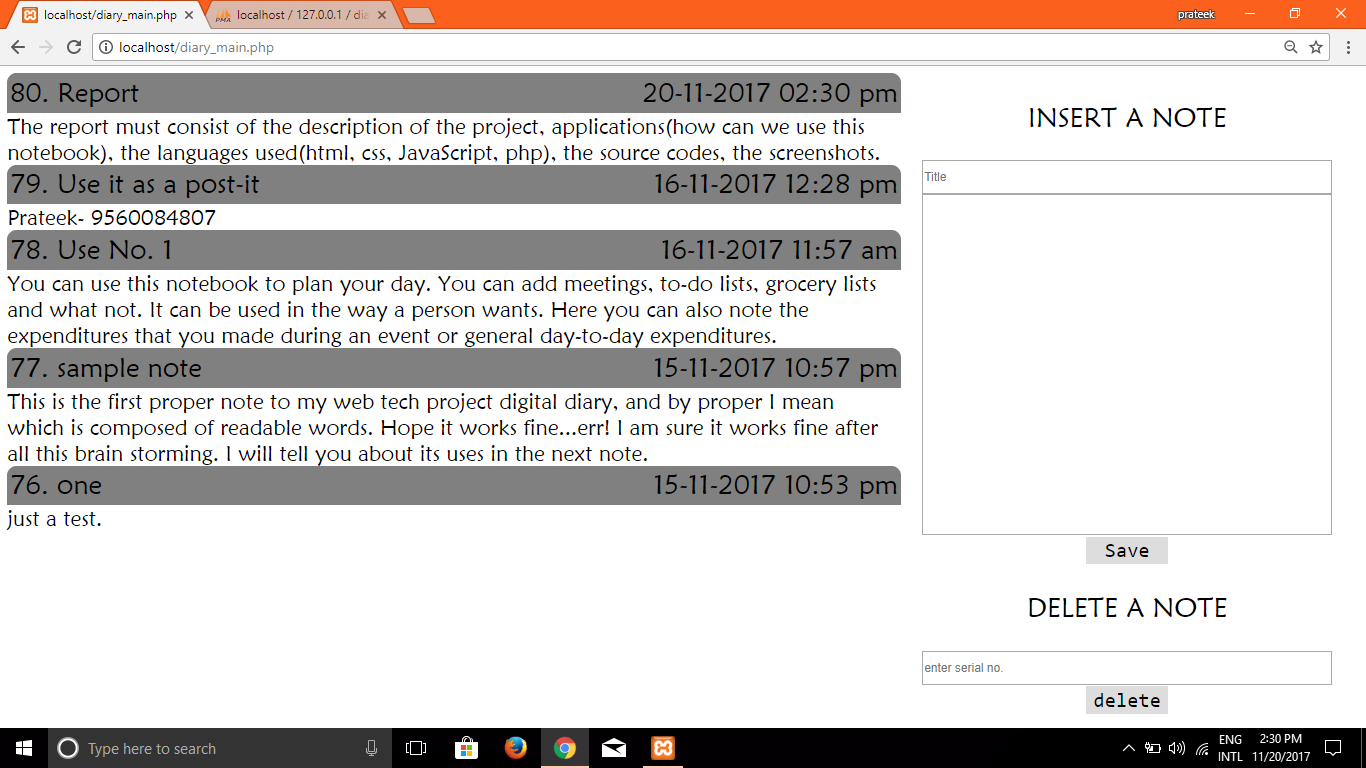 localhost/diary_main.php
localhost / 127.0.0.1 / dia
prateek
localhost/diary_main.php
80. Report 20-11-2017 02:30 pm
The report must consist of the description of the project, applications(how can we use this
notebook), the languages used(html, css, JavaScript, php), the source codes, the screenshots.
79. Use it as a post-it 16-11-2017 12:28 pm
Prateek- 9560084807
78. Use No. 1 16-11-2017 11:57 am
You can use this notebook to plan your day. You can add meetings, to-do lists, grocery lists
and what not. It can be used in the way a person wants. Here you can also note the
expenditures that you made during an event or general day-to-day expenditures.
77. sample note 15-11-2017 10:57 pm
This is the first proper note to my web tech project digital diary, and by proper I mean
which is composed of readable words. Hope it works fine...err! I am sure it works fine after
all this brain storming. I will tell you about its uses in the next note.
76. one 15-11-2017 10:53 pm
just a test.
INSERT A NOTE
Title
Save
DELETE A NOTE
enter serial no.
delete
Type here to search
ENG
INTL
2:30 PM
11/20/2017